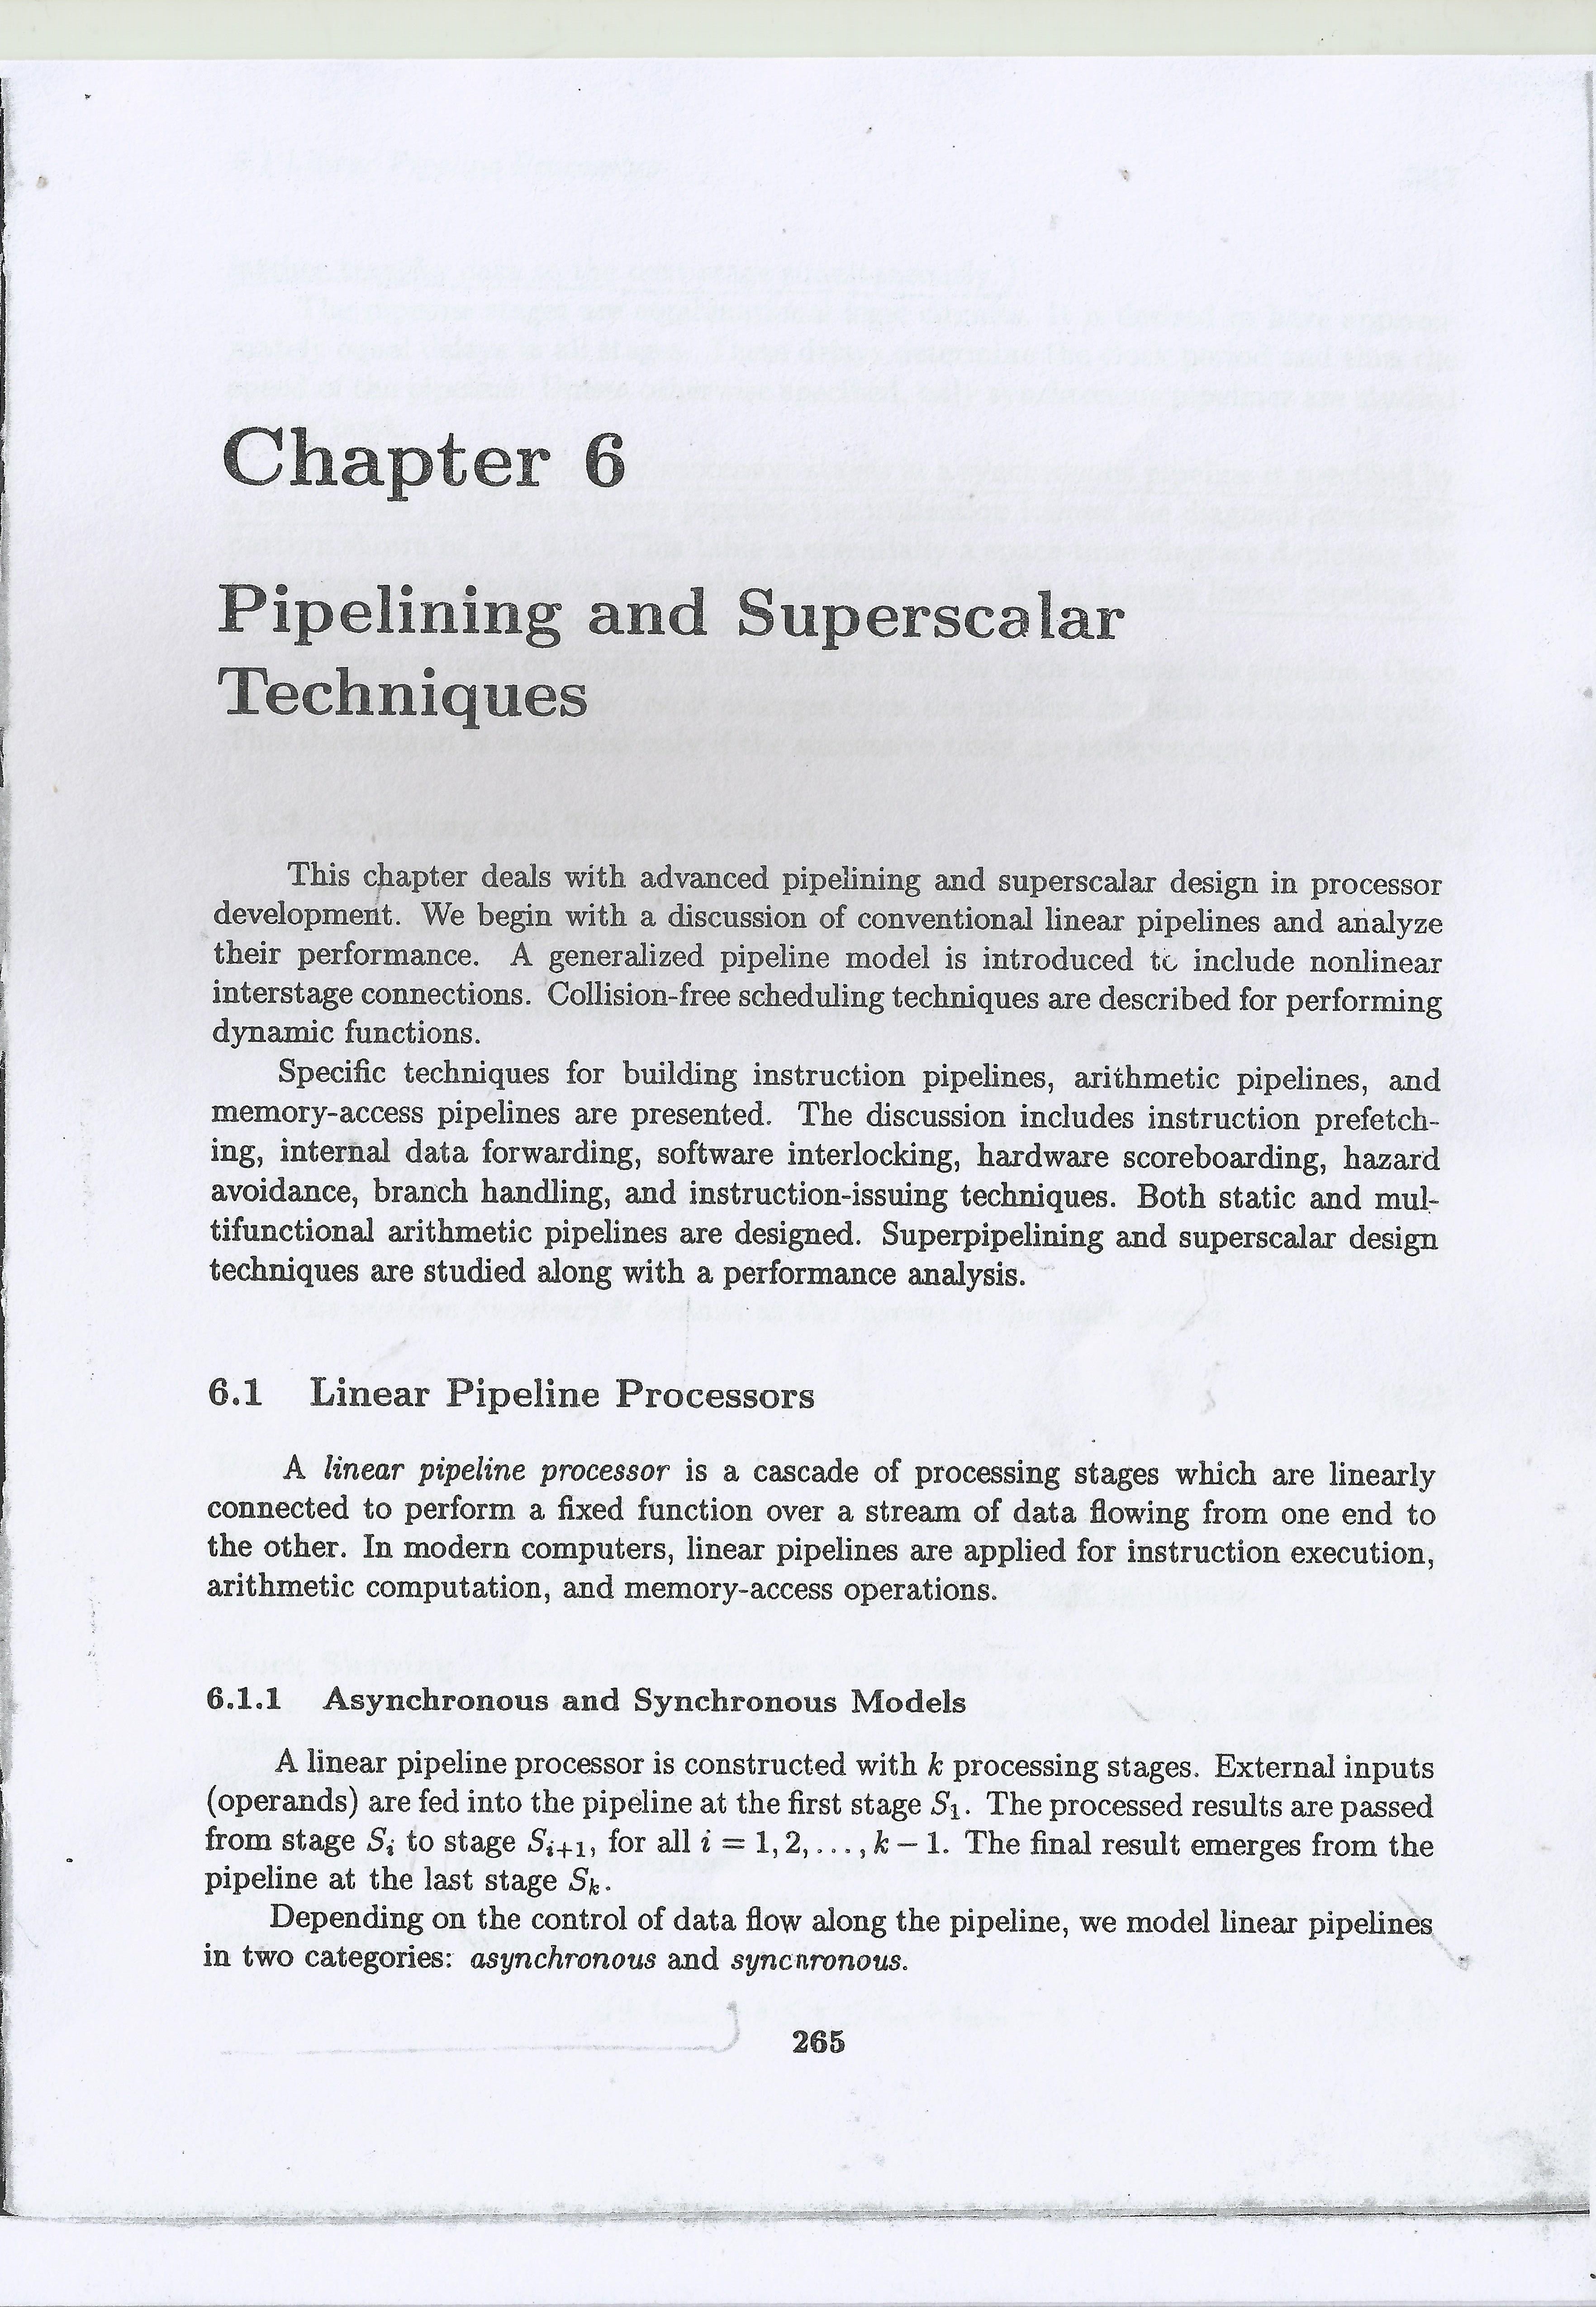 Chapter 6
Pipelining and Superscalar
Techniques
This chapter deals with advanced pipelining and superscalar design in processor
development. We begin with a discussion of conventional linear pipelines and analyze
their performance. A generalized pipeline model is introduced to include nonlinear
interstage connections. Collision-free scheduling techniques are described for performing
dynamic functions.
Specific techniques for building instruction pipelines, arithmetic pipelines, and
memory-access pipelines are presented. The discussion includes instruction prefetch-
ing, internal data forwarding, software interlocking, hardware scoreboarding, hazard
avoidance, branch handling, and instruction-issuing techniques. Both static and mul-
tifunctional arithmetic pipelines are designed. Superpipelining and superscalar design
techniques are studied along with a performance analysis.
6.1 Linear Pipeline Processors
A linear pipeline processor is a cascade of processing stages which are linearly
connected to perform a fixed function over a stream of data flowing from one end to
the other. In modern computers, linear pipelines are applied for instruction execution,
arithmetic computation, and memory-access operations.
6.1.1 Asynchronous and Synchronous Models
A linear pipeline processor is constructed with k processing stages. External inputs
(operands) are fed into the pipeline at the first stage S₁. The processed results are passed
from stage Sᵢ to stage Sᵢ₊₁, for all i = 1, 2, ..., k − 1. The final result emerges from the
pipeline at the last stage Sₖ.
Depending on the control of data flow along the pipeline, we model linear pipelines
in two categories: asynchronous and synchronous.
265